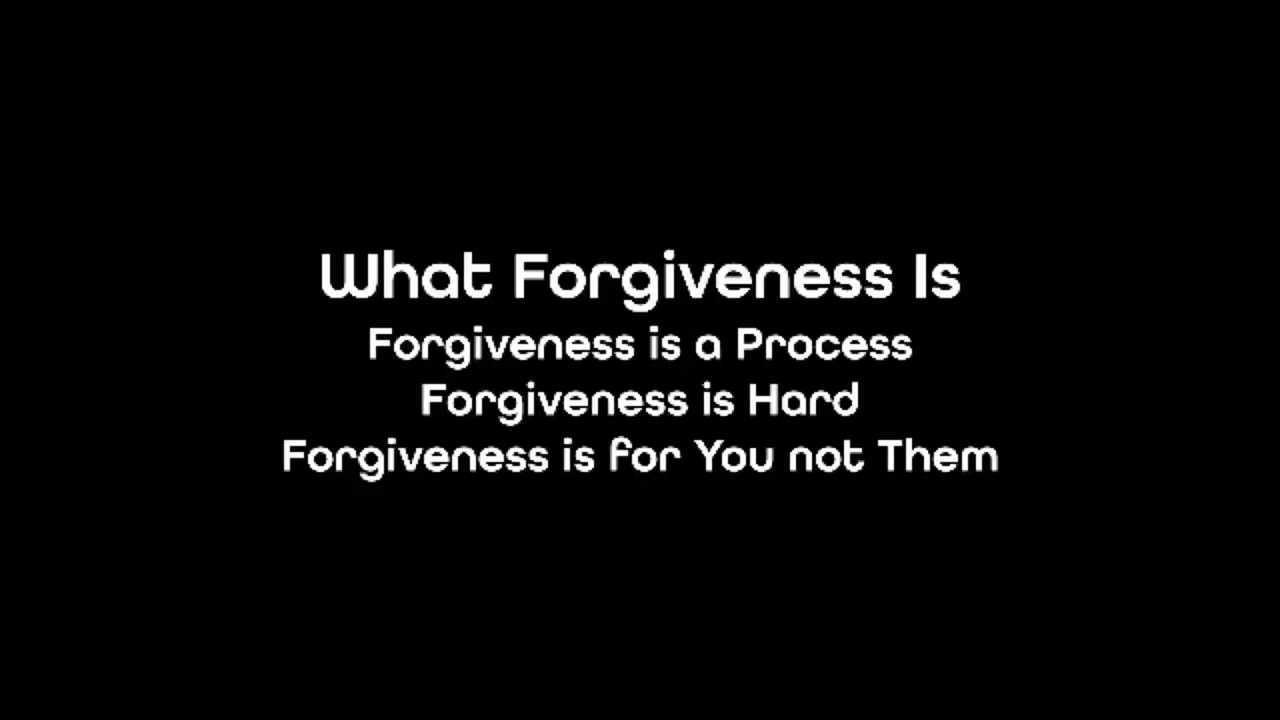 What Forgiveness Is
Forgiveness is a Process
Forgiveness is Hard
Forgiveness is for You not Them